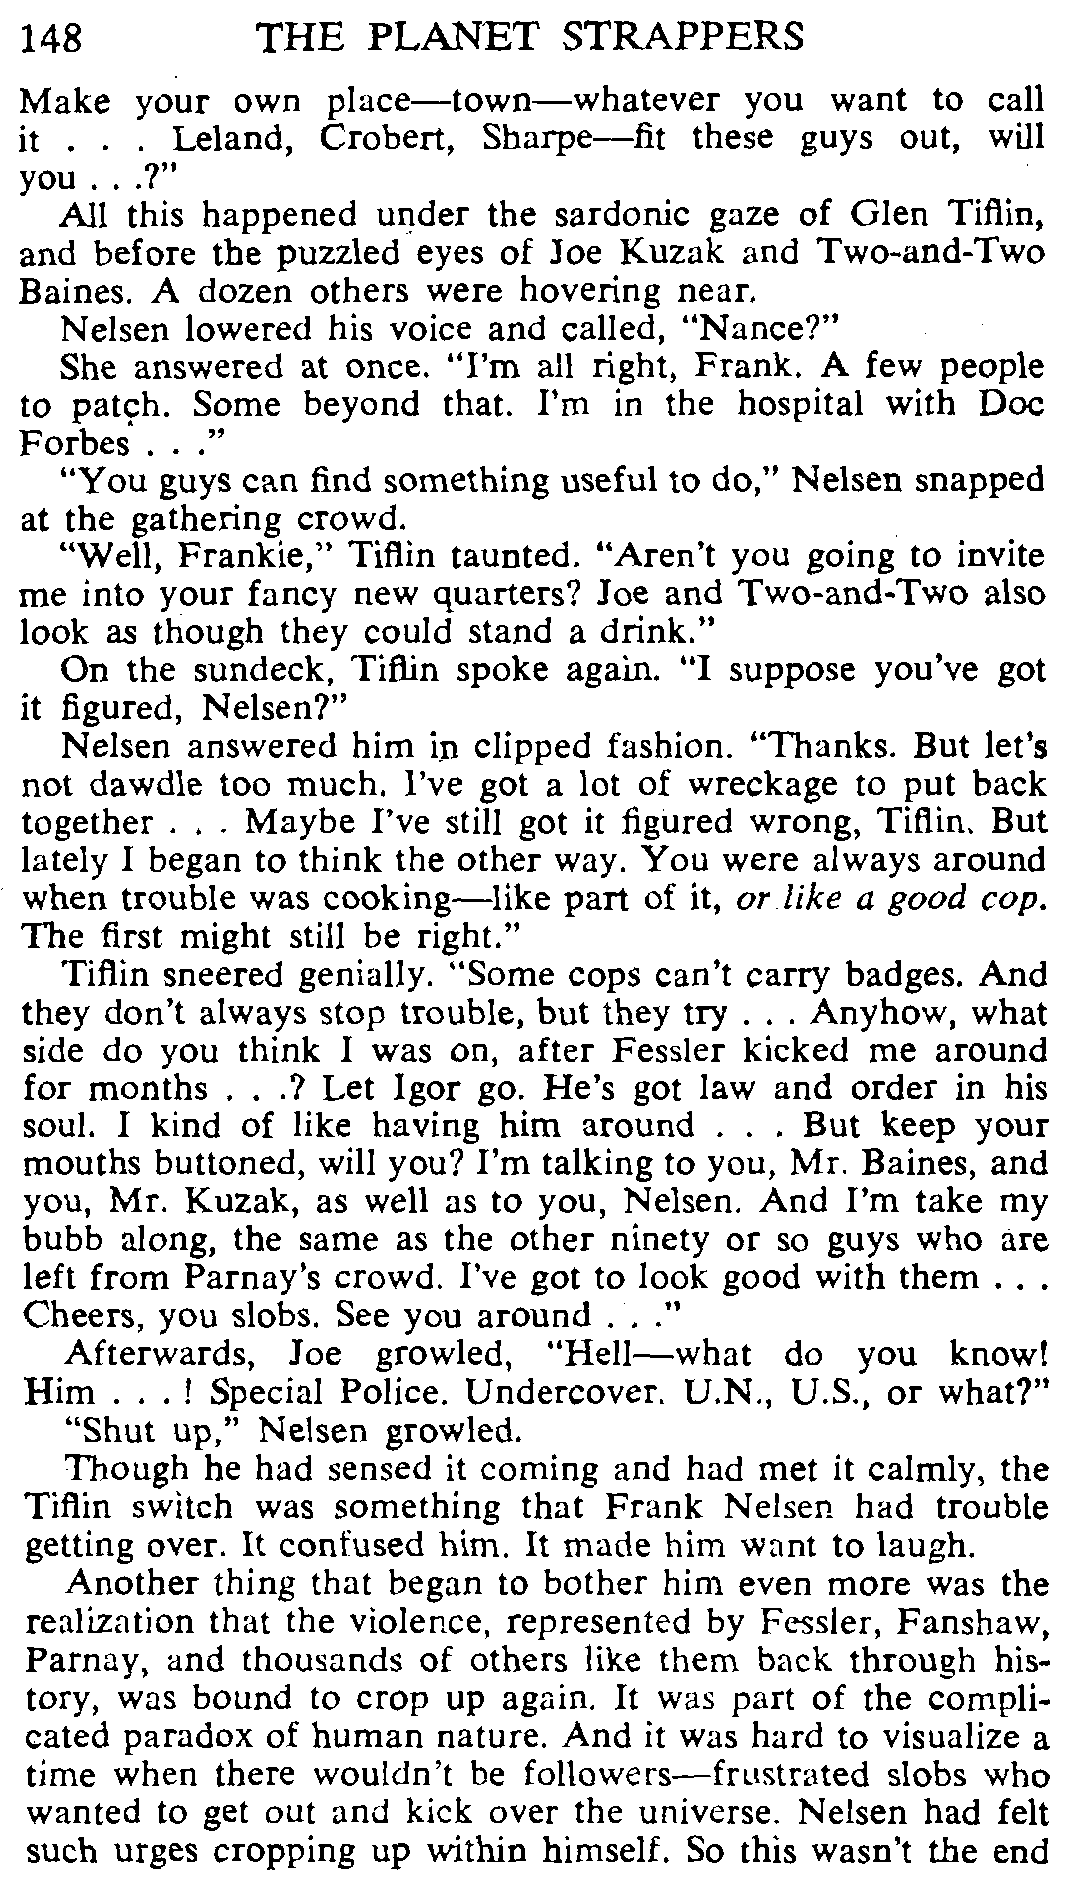 148 THE PLANET STRAPPERS
Make your own place—town—whatever you want to call
it . . . Leland, Crobert, Sharpe—fit these guys out, will
you . . .?”
All this happened under the sardonic gaze of Glen Tiflin,
and before the puzzled eyes of Joe Kuzak and Two-and-Two
Baines. A dozen others were hovering near.
Nelsen lowered his voice and called, “Nance?”
She answered at once. “I’m all right, Frank. A few people
to patch. Some beyond that. I’m in the hospital with Doc
Forbes . . .”
“You guys can find something useful to do,” Nelsen snapped
at the gathering crowd.
“Well, Frankie,” Tiflin taunted. “Aren’t you going to invite
me into your fancy new quarters? Joe and Two-and-Two also
look as though they could stand a drink.”
On the sundeck, Tiflin spoke again. “I suppose you’ve got
it figured, Nelsen?”
Nelsen answered him in clipped fashion. “Thanks. But let’s
not dawdle too much. I’ve got a lot of wreckage to put back
together . . . Maybe I’ve still got it figured wrong, Tiflin. But
lately I began to think the other way. You were always around
when trouble was cooking—like part of it, or like a good cop.
The first might still be right.”
Tiflin sneered genially. “Some cops can’t carry badges. And
they don’t always stop trouble, but they try . . . Anyhow, what
side do you think I was on, after Fessler kicked me around
for months . . .? Let Igor go. He’s got law and order in his
soul. I kind of like having him around . . . But keep your
mouths buttoned, will you? I’m talking to you, Mr. Baines, and
you, Mr. Kuzak, as well as to you, Nelsen. And I’m take my
bubb along, the same as the other ninety or so guys who are
left from Parnay’s crowd. I’ve got to look good with them . . .
Cheers, you slobs. See you around . . .”
Afterwards, Joe growled, “Hell—what do you know!
Him . . . ! Special Police. Undercover. U.N., U.S., or what?”
“Shut up,” Nelsen growled.
Though he had sensed it coming and had met it calmly, the
Tiflin switch was something that Frank Nelsen had trouble
getting over. It confused him. It made him want to laugh.
Another thing that began to bother him even more was the
realization that the violence, represented by Fessler, Fanshaw,
Parnay, and thousands of others like them back through his-
tory, was bound to crop up again. It was part of the compli-
cated paradox of human nature. And it was hard to visualize a
time when there wouldn’t be followers—frustrated slobs who
wanted to get out and kick over the universe. Nelsen had felt
such urges cropping up within himself. So this wasn’t the end